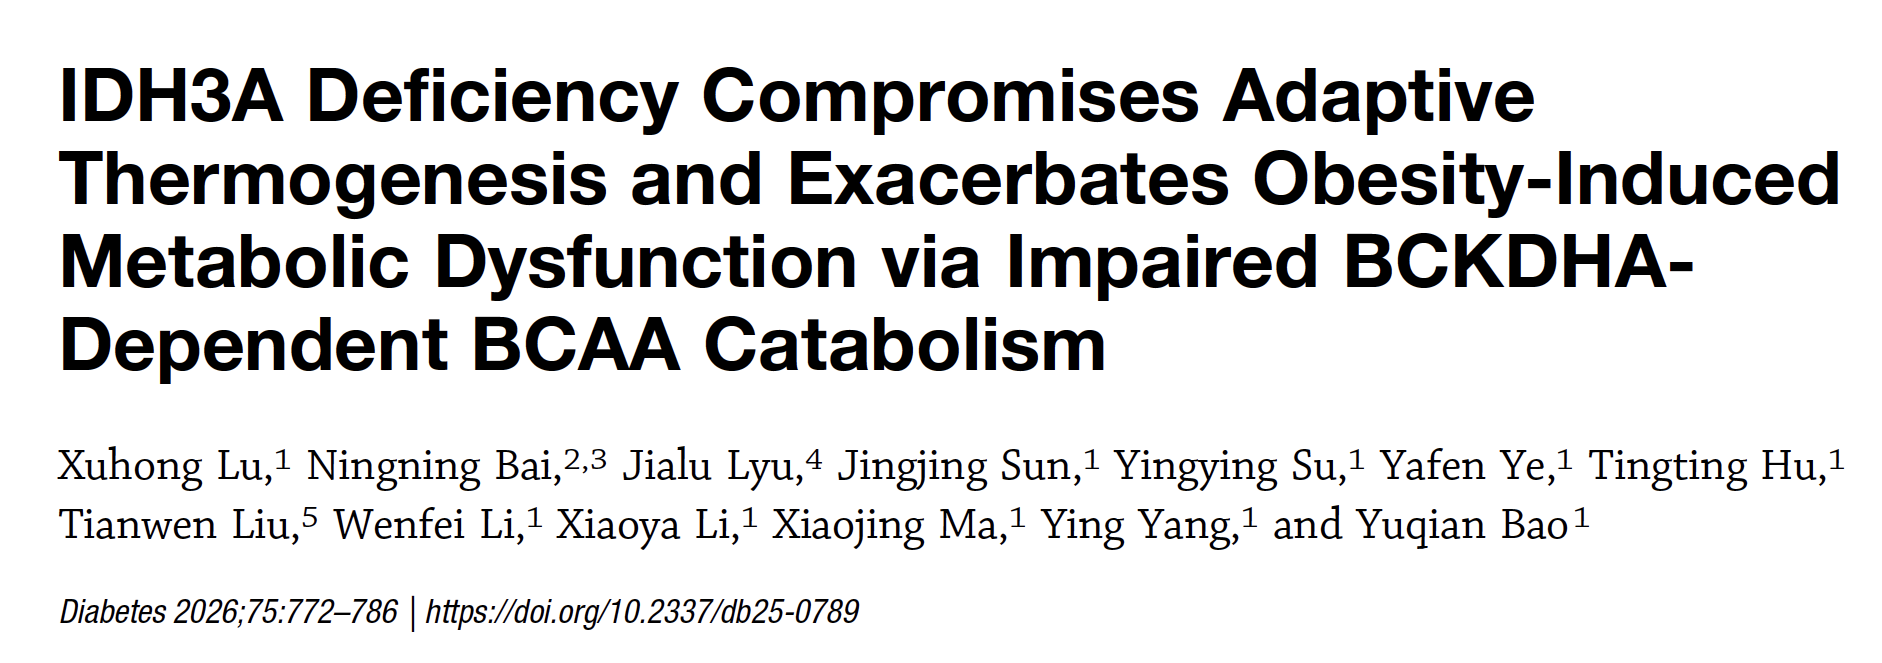 IDH3A Deficiency Compromises Adaptive
Thermogenesis and Exacerbates Obesity-Induced
Metabolic Dysfunction via Impaired BCKDHA-
Dependent BCAA Catabolism
Xuhong Lu,¹ Ningning Bai,²,³ Jialu Lyu,⁴ Jingjing Sun,¹ Yingying Su,¹ Yafen Ye,¹ Tingting Hu,¹
Tianwen Liu,⁵ Wenfei Li,¹ Xiaoya Li,¹ Xiaojing Ma,¹ Ying Yang,¹ and Yuqian Bao¹
Diabetes 2026;75:772–786 | https://doi.org/10.2337/db25-0789